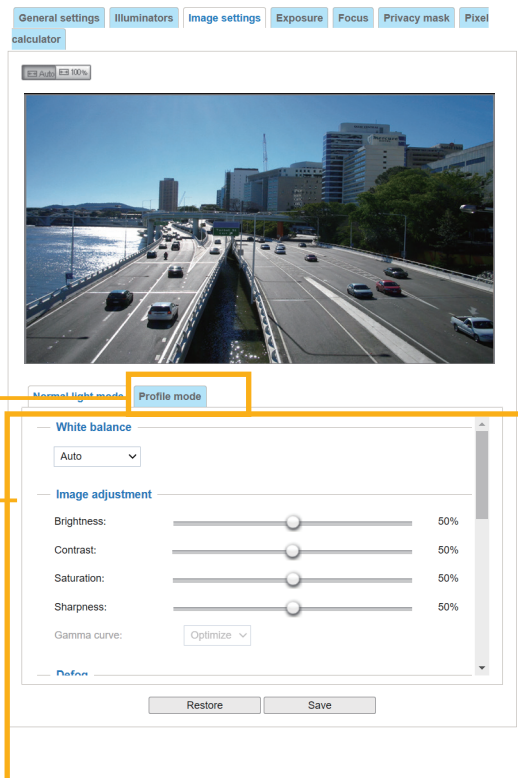 General settings Illuminators Image settings Exposure Focus Privacy mask Pixel
calculator
Auto 100%
Normal light mode Profile mode
White balance
Auto
Image adjustment
Brightness: 50%
Contrast: 50%
Saturation: 50%
Sharpness: 50%
Gamma curve: Optimize
Defog
Restore Save